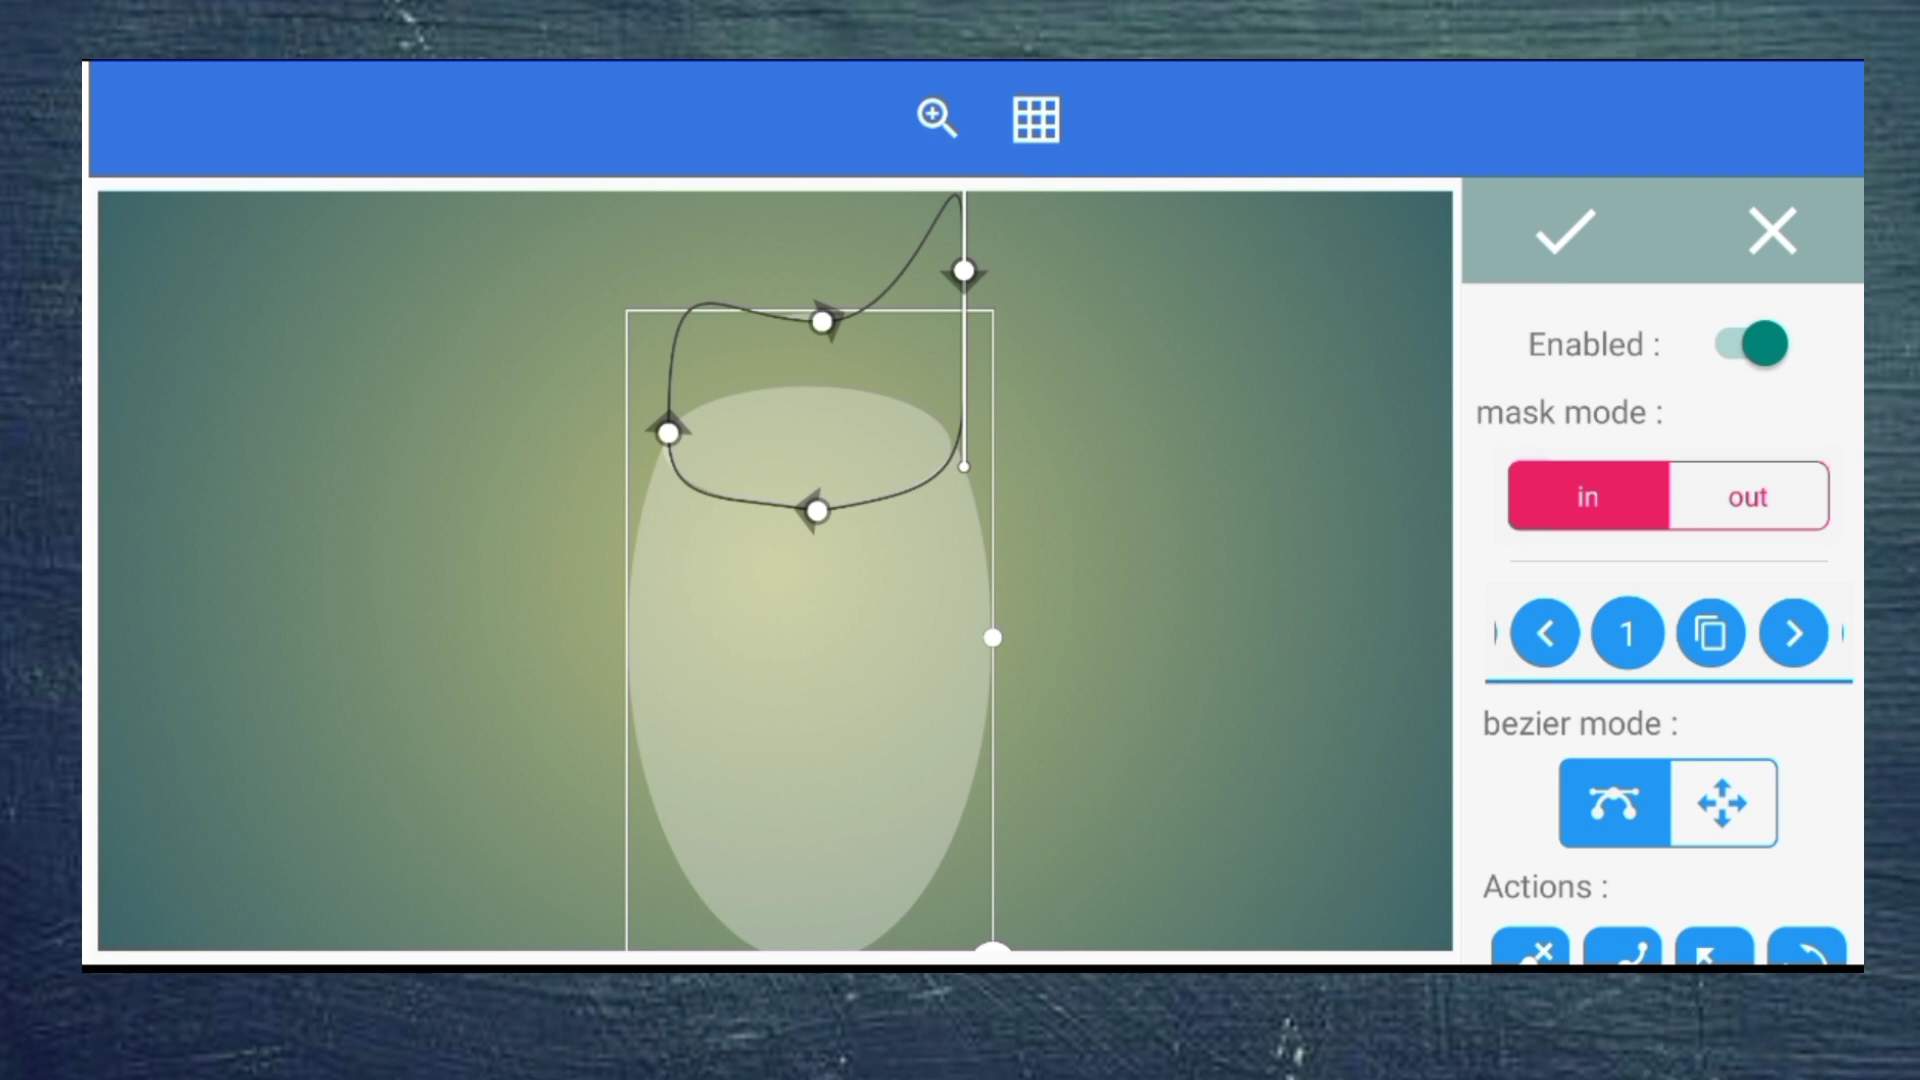 Enabled :
mask mode :
in
out
1
bezier mode :
Actions :